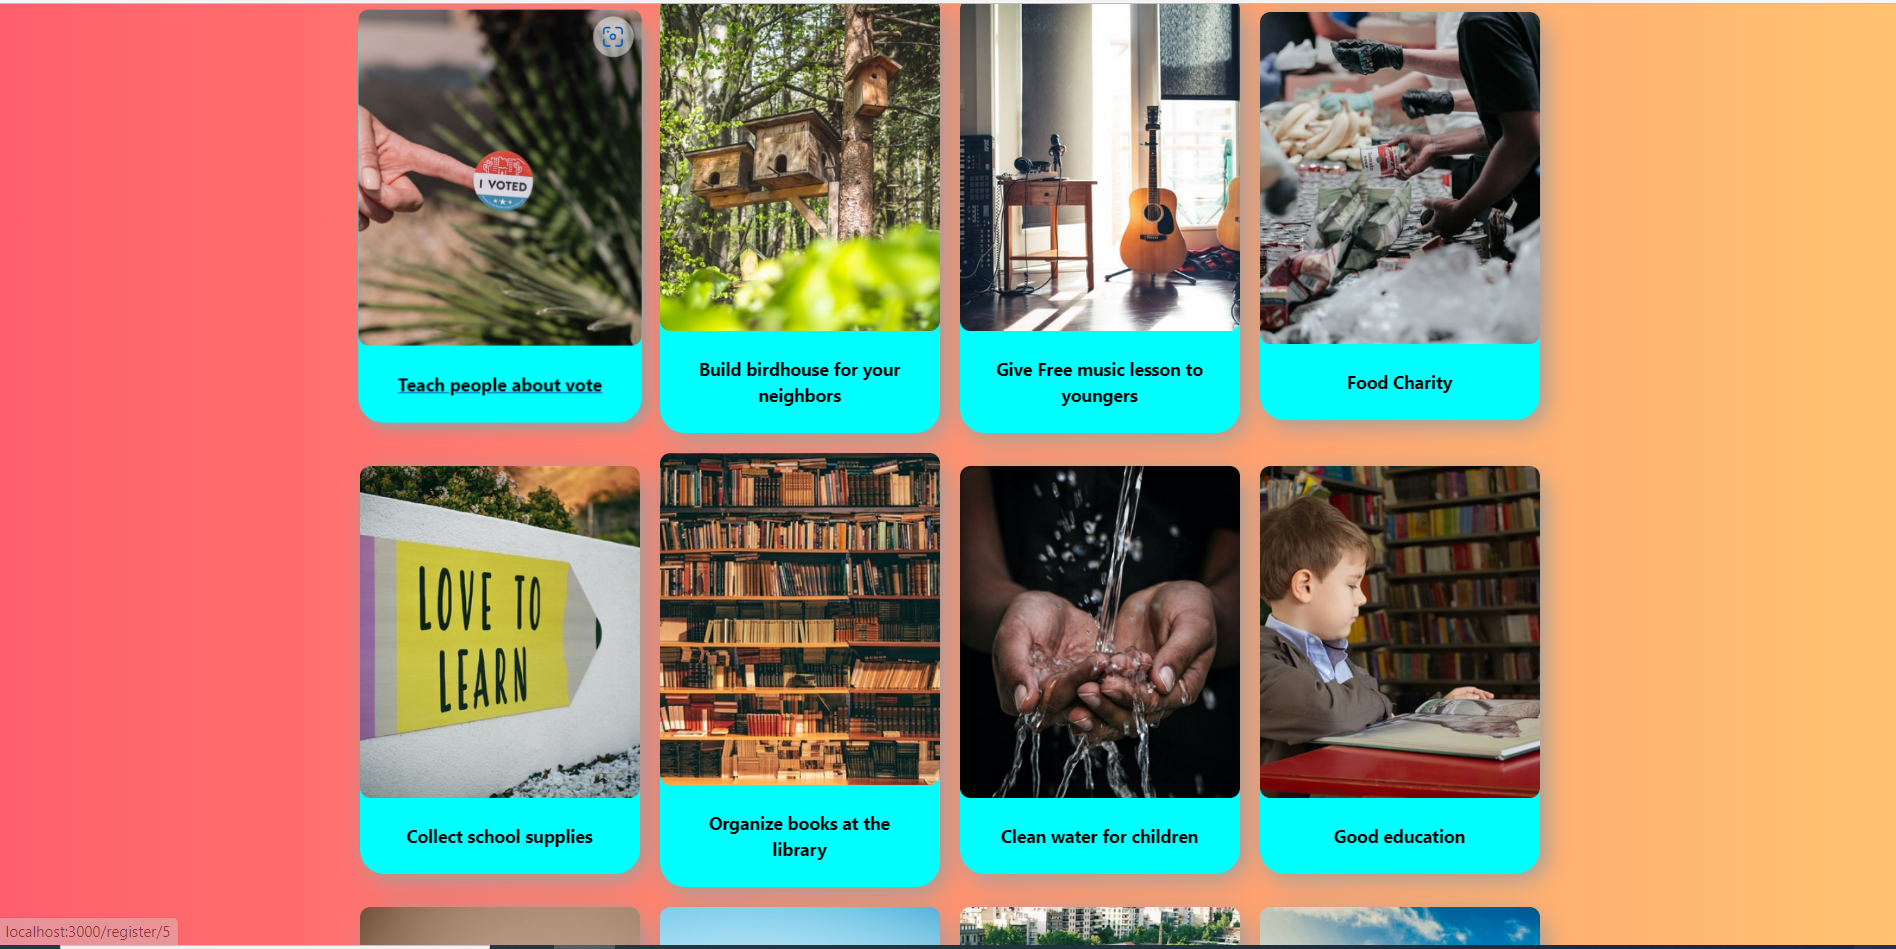 I VOTED
Teach people about vote
Build birdhouse for your
neighbors
Give Free music lesson to
youngers
Food Charity
LOVE TO
LEARN
Collect school supplies
Organize books at the
library
Clean water for children
Good education
localhost:3000/register/5